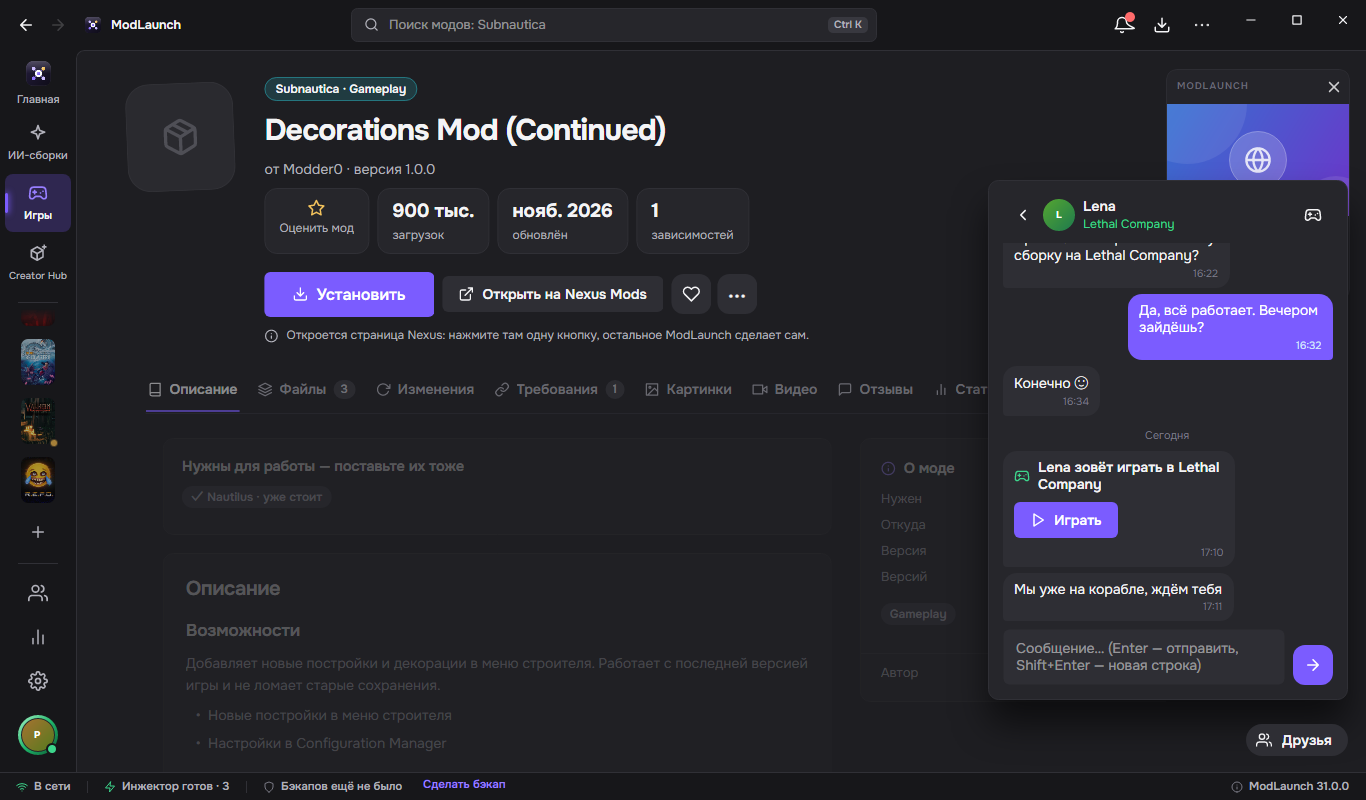 ModLaunch
Поиск модов: Subnautica
Ctrl K
Главная
ИИ-сборки
Игры
Creator Hub
P
Subnautica · Gameplay
Decorations Mod (Continued)
от Modder0 · версия 1.0.0
Оценить мод
900 тыс.
загрузок
нояб. 2026
обновлён
1
зависимостей
Установить
Открыть на Nexus Mods
Откроется страница Nexus: нажмите там одну кнопку, остальное ModLaunch сделает сам.
Описание
Файлы 3
Изменения
Требования 1
Картинки
Видео
Отзывы
Стат
Нужны для работы — поставьте их тоже
Nautilus · уже стоит
Описание
Возможности
Добавляет новые постройки и декорации в меню строителя. Работает с последней версией
игры и не ломает старые сохранения.
• Новые постройки в меню строителя
• Настройки в Configuration Manager
О моде
Нужен
Откуда
Версия
Версий
Gameplay
Автор
MODLAUNCH
L
Lena
Lethal Company
сборку на Lethal Company?
16:22
Да, всё работает. Вечером
зайдёшь?
16:32
Конечно 🙂
16:34
Сегодня
Lena зовёт играть в Lethal
Company
Играть
17:10
Мы уже на корабле, ждём тебя
17:11
Сообщение... (Enter — отправить,
Shift+Enter — новая строка)
Друзья
В сети
Инжектор готов · 3
Бэкапов ещё не было
Сделать бэкап
ModLaunch 31.0.0